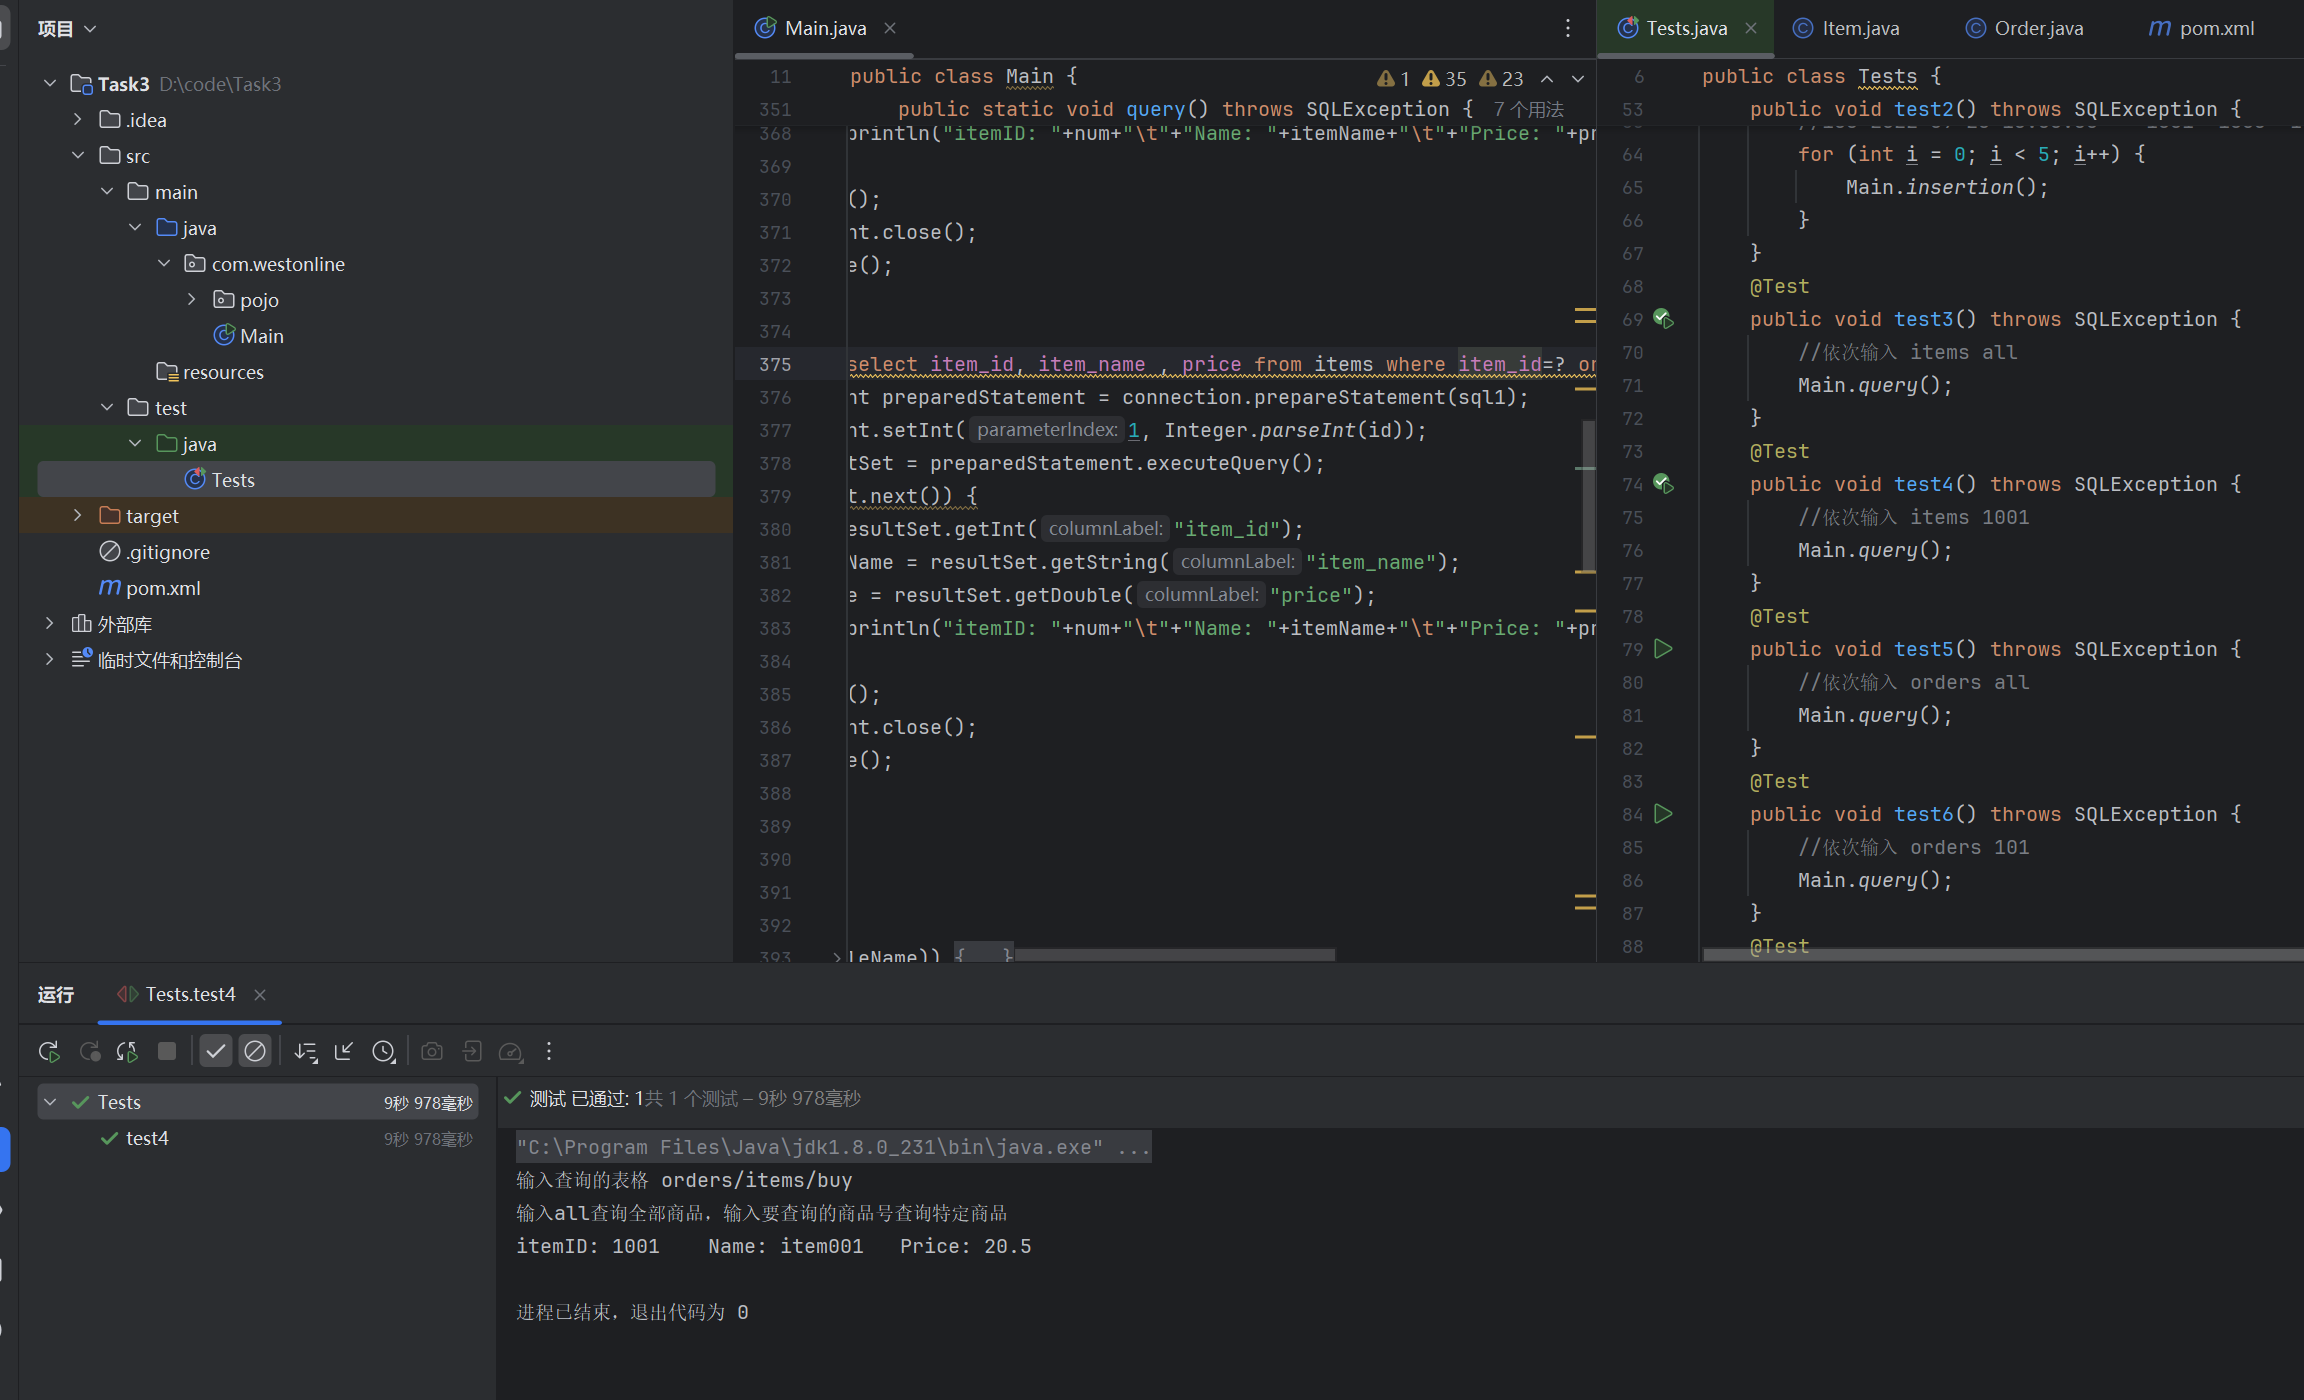 项目
Task3 D:\code\Task3
.idea
src
main
java
com.westonline
pojo
Main
resources
test
java
Tests
target
.gitignore
pom.xml
外部库
临时文件和控制台
Main.java
11 public class Main {
1 35 23
351 public static void query() throws SQLException { 7 个用法
368 println("itemID: "+num+"\t"+"Name: "+itemName+"\t"+"Price: "+pr
369
370 ();
371 nt.close();
372 e();
373
374
375 select item_id, item_name , price from items where item_id=? or
376 nt preparedStatement = connection.prepareStatement(sql1);
377 nt.setInt( parameterIndex: 1, Integer.parseInt(id));
378 tSet = preparedStatement.executeQuery();
379 t.next()) {
380 esultSet.getInt( columnLabel: "item_id");
381 Name = resultSet.getString( columnLabel: "item_name");
382 e = resultSet.getDouble( columnLabel: "price");
383 println("itemID: "+num+"\t"+"Name: "+itemName+"\t"+"Price: "+pr
384
385 ();
386 nt.close();
387 e();
388
389
390
391
392
393 leName)) { }
Tests.java Item.java Order.java pom.xml
6 public class Tests {
53 public void test2() throws SQLException {
64 for (int i = 0; i < 5; i++) {
65 Main.insertion();
66 }
67 }
68 @Test
69 public void test3() throws SQLException {
70 //依次输入 items all
71 Main.query();
72 }
73 @Test
74 public void test4() throws SQLException {
75 //依次输入 items 1001
76 Main.query();
77 }
78 @Test
79 public void test5() throws SQLException {
80 //依次输入 orders all
81 Main.query();
82 }
83 @Test
84 public void test6() throws SQLException {
85 //依次输入 orders 101
86 Main.query();
87 }
88 @Test
运行 Tests.test4
Tests 9秒 978毫秒
test4 9秒 978毫秒
测试 已通过: 1共 1 个测试 – 9秒 978毫秒
"C:\Program Files\Java\jdk1.8.0_231\bin\java.exe" ...
输入查询的表格 orders/items/buy
输入all查询全部商品，输入要查询的商品号查询特定商品
itemID: 1001 Name: item001 Price: 20.5
进程已结束，退出代码为 0